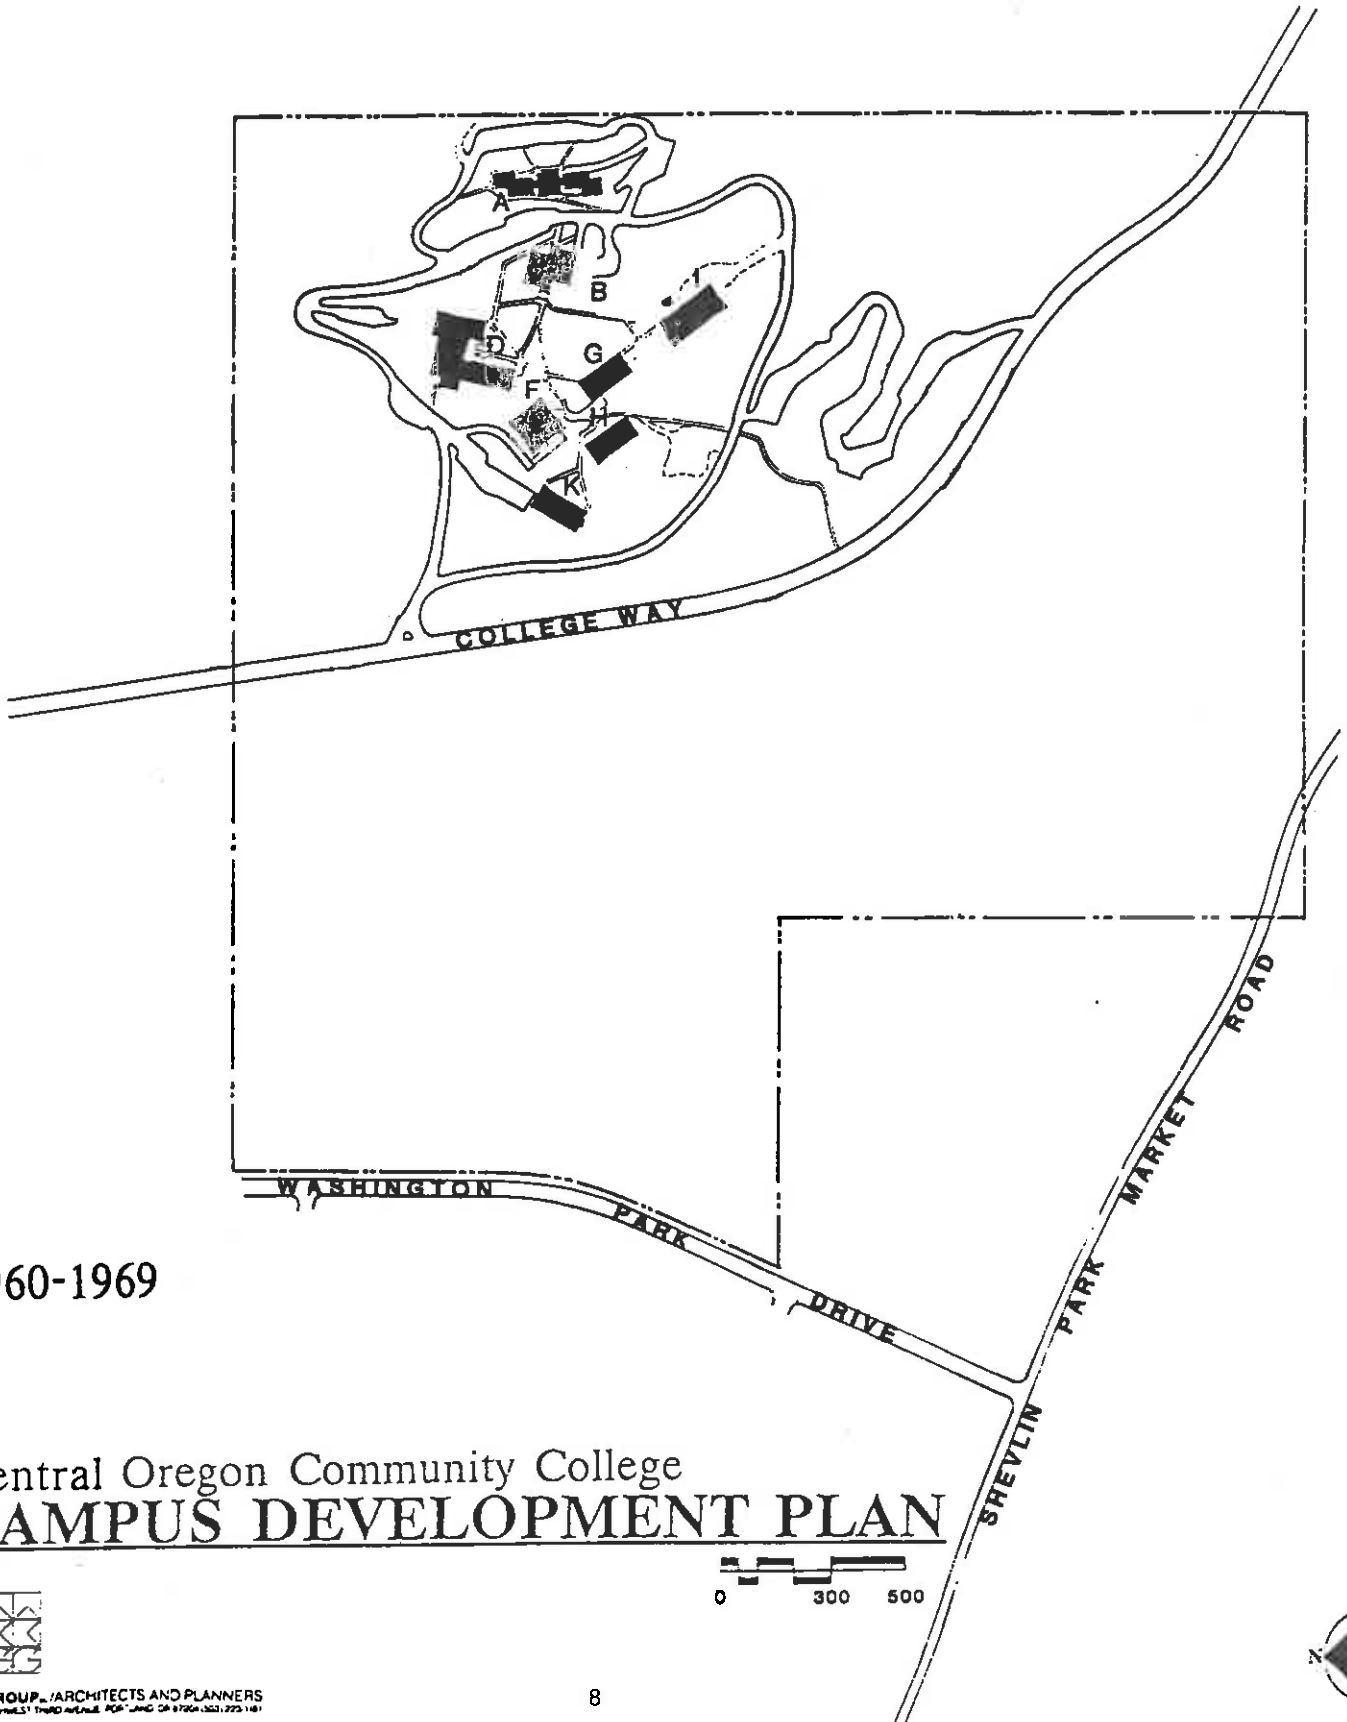 A
B
I
D
G
F
H
K
COLLEGE WAY
WASHINGTON PARK DRIVE
SHEVLIN PARK MARKET ROAD
60-1969
entral Oregon Community College
AMPUS DEVELOPMENT PLAN
0 300 500
N
ROUP /ARCHITECTS AND PLANNERS
8